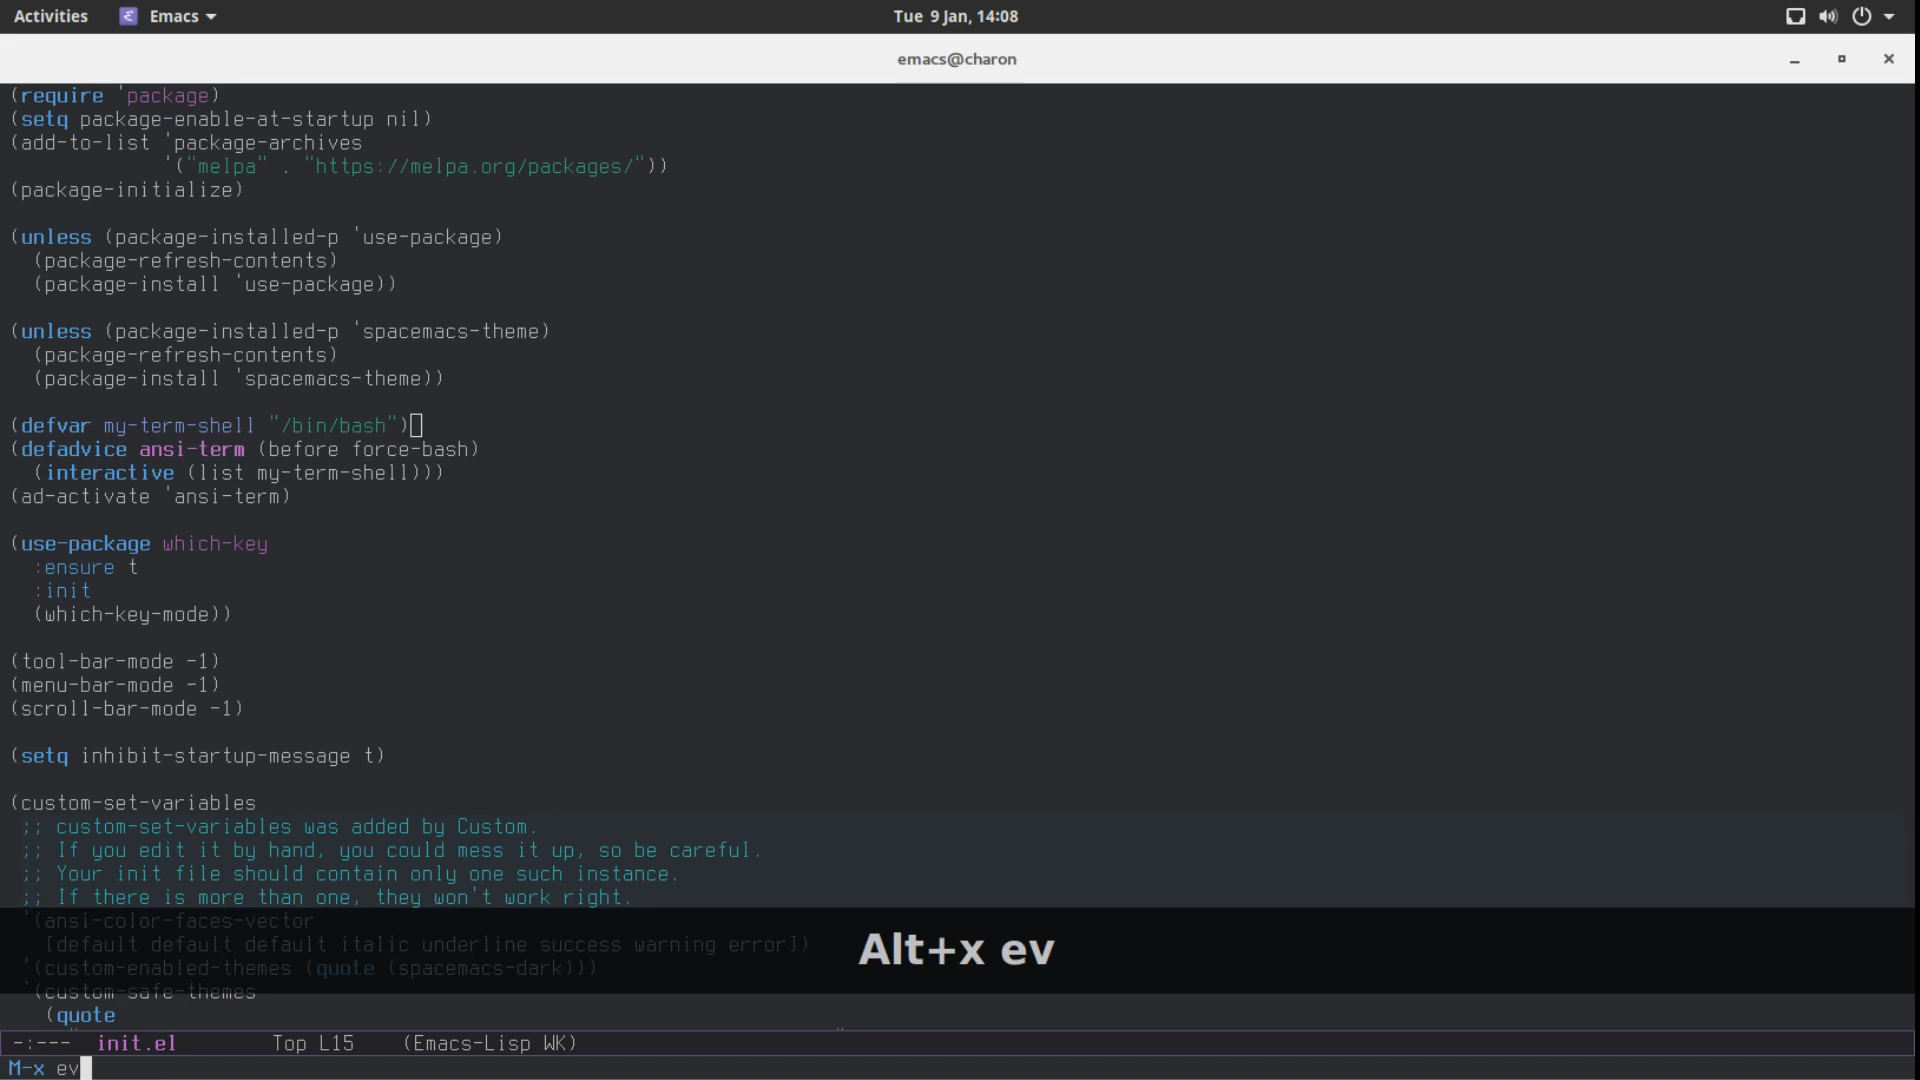 Activities Emacs Tue 9 Jan, 14:08
emacs@charon
(require 'package)
(setq package-enable-at-startup nil)
(add-to-list 'package-archives
'("melpa" . "https://melpa.org/packages/"))
(package-initialize)
(unless (package-installed-p 'use-package)
(package-refresh-contents)
(package-install 'use-package))
(unless (package-installed-p 'spacemacs-theme)
(package-refresh-contents)
(package-install 'spacemacs-theme))
(defvar my-term-shell "/bin/bash")
(defadvice ansi-term (before force-bash)
(interactive (list my-term-shell)))
(ad-activate 'ansi-term)
(use-package which-key
:ensure t
:init
(which-key-mode))
(tool-bar-mode -1)
(menu-bar-mode -1)
(scroll-bar-mode -1)
(setq inhibit-startup-message t)
(custom-set-variables
;; custom-set-variables was added by Custom.
;; If you edit it by hand, you could mess it up, so be careful.
;; Your init file should contain only one such instance.
;; If there is more than one, they won't work right.
'(ansi-color-faces-vector
[default default default italic underline success warning error])
'(custom-enabled-themes (quote (spacemacs-dark)))
'(custom-safe-themes
(quote
Alt+x ev
-:--- init.el Top L15 (Emacs-Lisp WK)
M-x ev